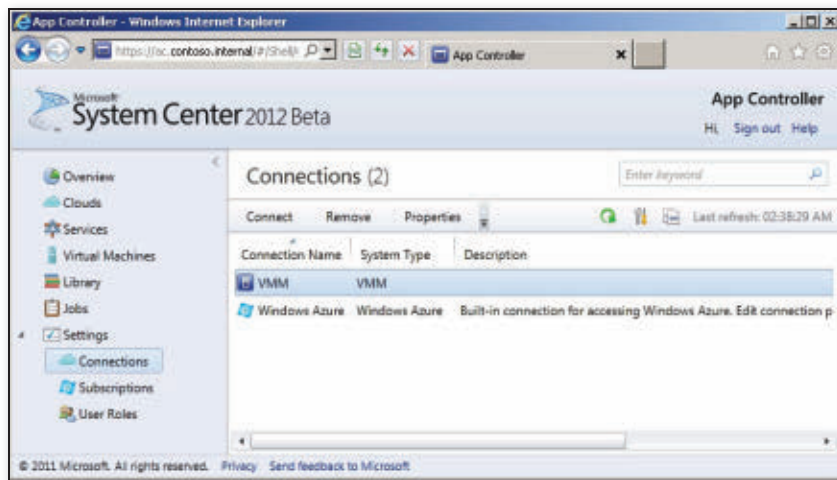 App Controller - Windows Internet Explorer
https://ac.contoso.internal/#/Shell/
App Controller
Microsoft
System Center 2012 Beta
App Controller
Hi, Sign out Help
Overview
Clouds
Services
Virtual Machines
Library
Jobs
Settings
Connections
Subscriptions
User Roles
Connections (2)
Enter keyword
Connect Remove Properties
Last refresh: 02:38:29 AM
Connection Name System Type Description
VMM VMM
Windows Azure Windows Azure Built-in connection for accessing Windows Azure. Edit connection p
© 2011 Microsoft. All rights reserved. Privacy Send feedback to Microsoft